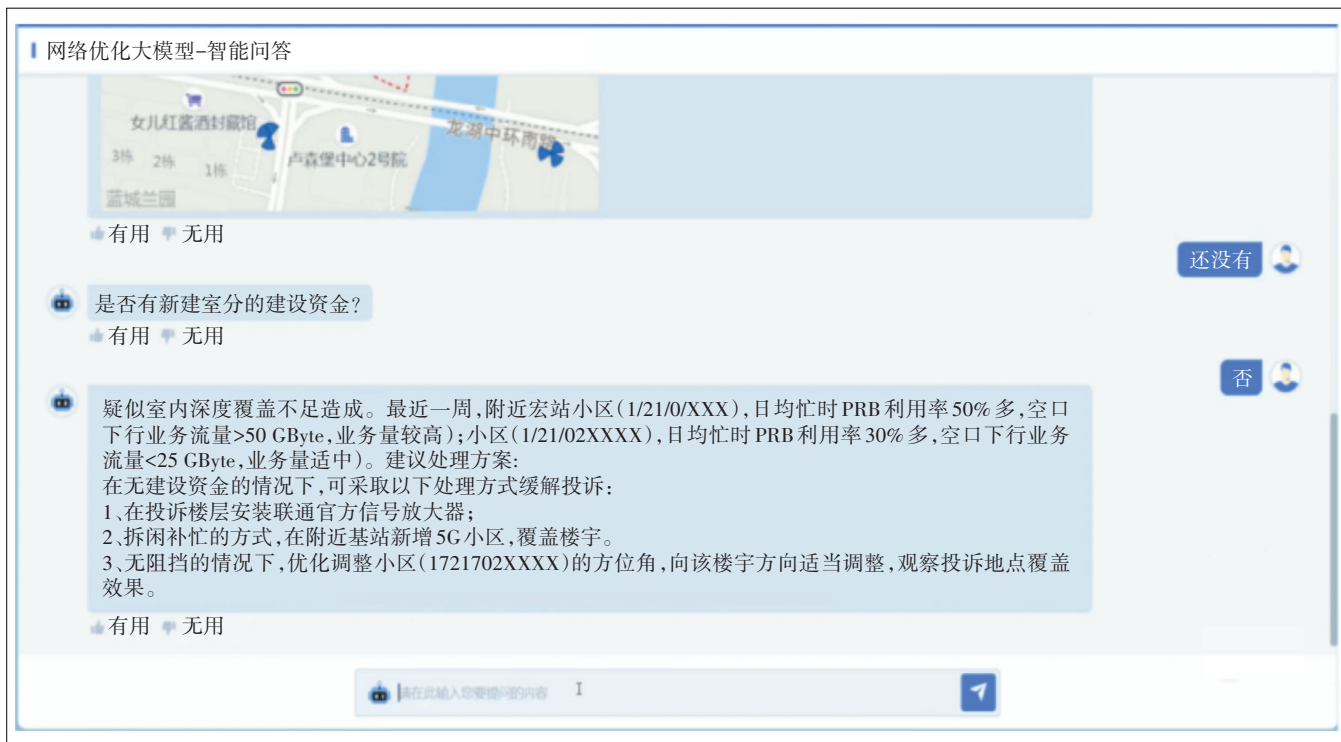 网络优化大模型-智能问答
女儿红酱酒封藏馆
龙湖中环南路
3栋 2栋 1栋
卢森堡中心2号院
蓝城兰园
有用 无用
还没有
是否有新建室分的建设资金?
有用 无用
否
疑似室内深度覆盖不足造成。最近一周,附近宏站小区(1/21/0/XXX),日均忙时PRB利用率50%多,空口
下行业务流量>50 GByte,业务量较高);小区(1/21/02XXXX),日均忙时PRB利用率30%多,空口下行业务
流量<25 GByte,业务量适中)。建议处理方案:
在无建设资金的情况下,可采取以下处理方式缓解投诉:
1、在投诉楼层安装联通官方信号放大器;
2、拆闲补忙的方式,在附近基站新增5G小区,覆盖楼宇。
3、无阻挡的情况下,优化调整小区(1721702XXXX)的方位角,向该楼宇方向适当调整,观察投诉地点覆盖
效果。
有用 无用
请在此输入您要提问的内容